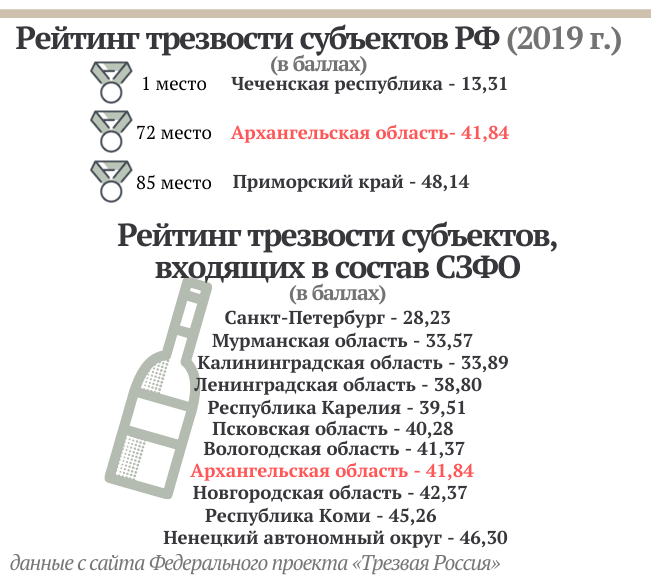 Рейтинг трезвости субъектов РФ (2019 г.)
(в баллах)
1 место Чеченская республика - 13,31
72 место Архангельская область- 41,84
85 место Приморский край - 48,14
Рейтинг трезвости субъектов,
входящих в состав СЗФО
(в баллах)
Санкт-Петербург - 28,23
Мурманская область - 33,57
Калининградская область - 33,89
Ленинградская область - 38,80
Республика Карелия - 39,51
Псковская область - 40,28
Вологодская область - 41,37
Архангельская область - 41,84
Новгородская область - 42,37
Республика Коми - 45,26
Ненецкий автономный округ - 46,30
данные с сайта Федерального проекта «Трезвая Россия»